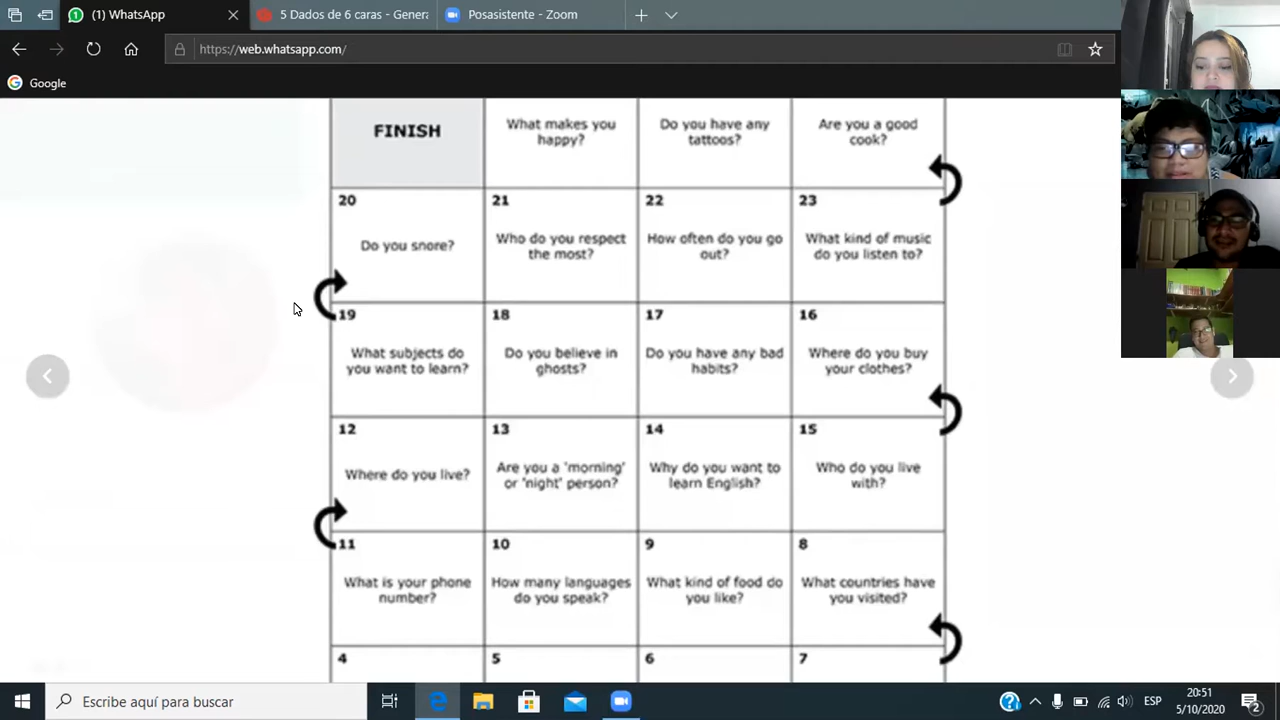 (1) WhatsApp
5 Dados de 6 caras - Genera
Posasistente - Zoom
https://web.whatsapp.com/
Google
FINISH
What makes you
happy?
Do you have any
tattoos?
Are you a good
cook?
20
Do you snore?
21
Who do you respect
the most?
22
How often do you go
out?
23
What kind of music
do you listen to?
19
What subjects do
you want to learn?
18
Do you believe in
ghosts?
17
Do you have any bad
habits?
16
Where do you buy
your clothes?
12
Where do you live?
13
Are you a 'morning'
or 'night' person?
14
Why do you want to
learn English?
15
Who do you live
with?
11
What is your phone
number?
10
How many languages
do you speak?
9
What kind of food do
you like?
8
What countries have
you visited?
4
5
6
7
Escribe aquí para buscar
ESP
20:51
5/10/2020
2